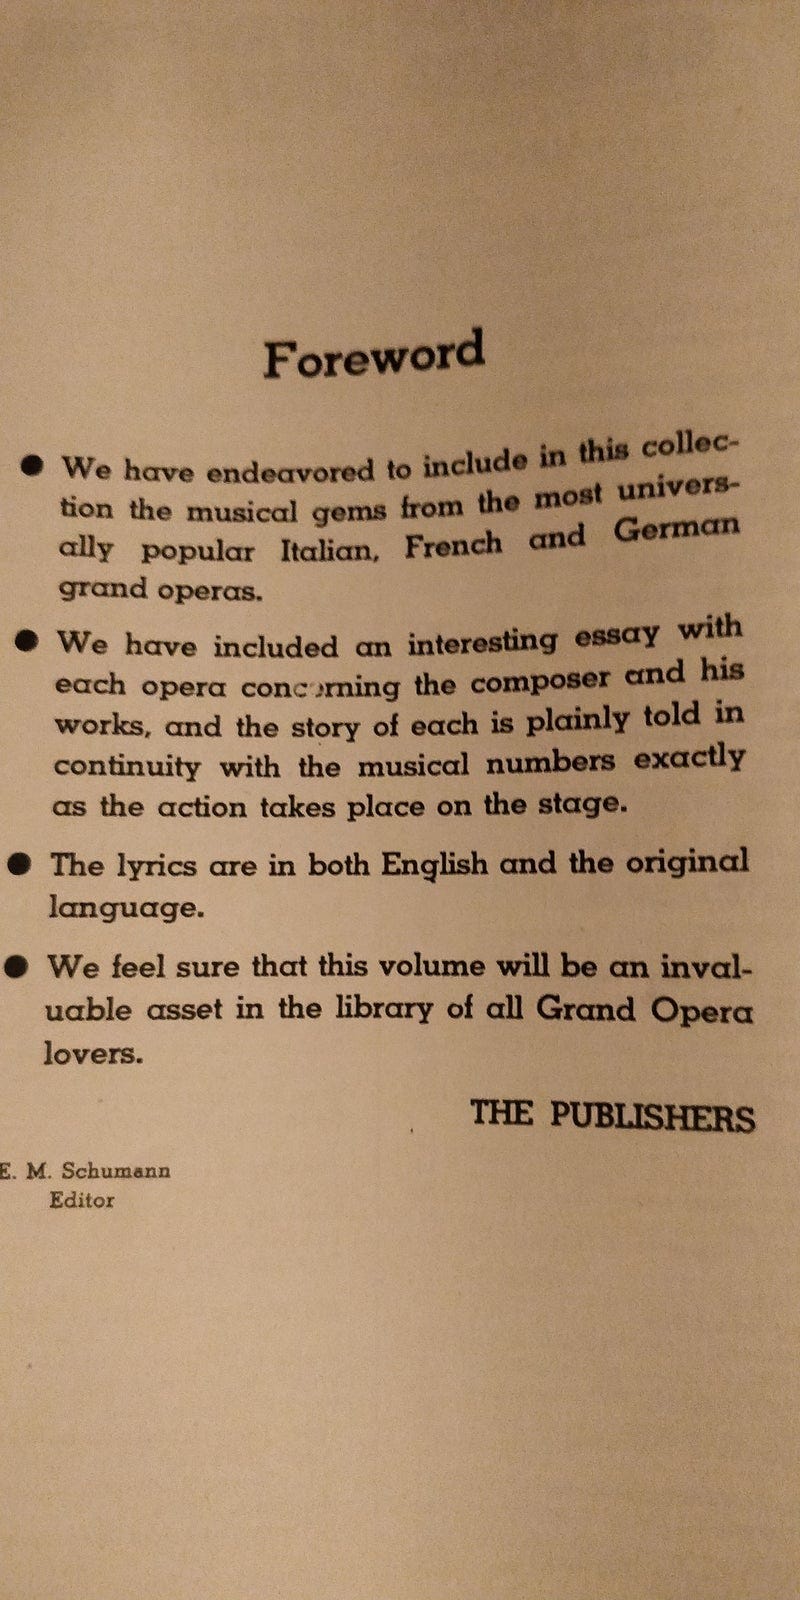 Foreword
● We have endeavored to include in this collec-
tion the musical gems from the most univers-
ally popular Italian, French and German
grand operas.
● We have included an interesting essay with
each opera concerning the composer and his
works, and the story of each is plainly told in
continuity with the musical numbers exactly
as the action takes place on the stage.
● The lyrics are in both English and the original
language.
● We feel sure that this volume will be an inval-
uable asset in the library of all Grand Opera
lovers.
THE PUBLISHERS
E. M. Schumann
Editor